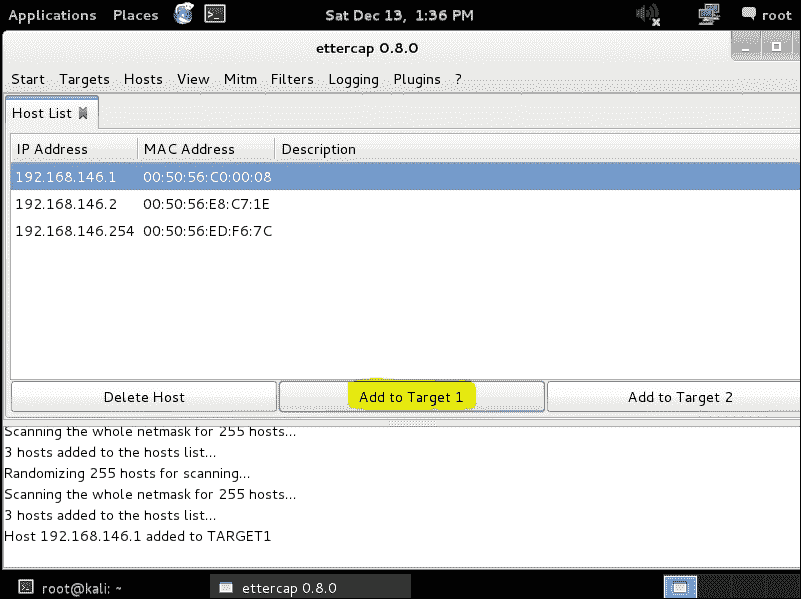 Applications Places Sat Dec 13, 1:36 PM root
ettercap 0.8.0
Start Targets Hosts View Mitm Filters Logging Plugins ?
Host List
IP Address MAC Address Description
192.168.146.1 00:50:56:C0:00:08
192.168.146.2 00:50:56:E8:C7:1E
192.168.146.254 00:50:56:ED:F6:7C
Delete Host Add to Target 1 Add to Target 2
Scanning the whole netmask for 255 hosts...
3 hosts added to the hosts list...
Randomizing 255 hosts for scanning...
Scanning the whole netmask for 255 hosts...
3 hosts added to the hosts list...
Host 192.168.146.1 added to TARGET1
root@kali: ~ ettercap 0.8.0